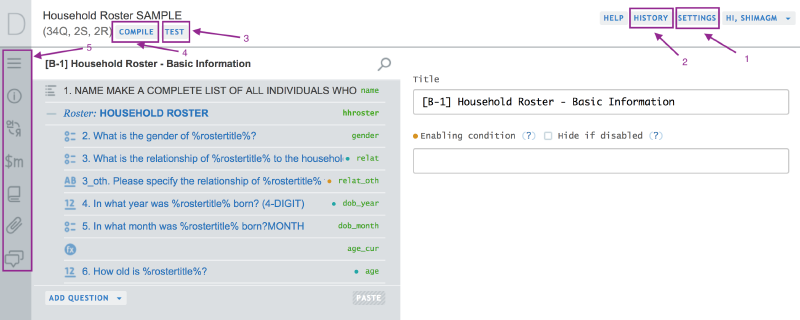 D
Household Roster SAMPLE
(34Q, 2S, 2R) COMPILE TEST
HELP HISTORY SETTINGS HI, SHIMAGM
5
4
3
2
1
[B-1] Household Roster - Basic Information
1. NAME MAKE A COMPLETE LIST OF ALL INDIVIDUALS WHO name
Roster: HOUSEHOLD ROSTER hhroster
2. What is the gender of %rostertitle%? gender
3. What is the relationship of %rostertitle% to the househol relat
AB 3_oth. Please specify the relationship of %rostertitle% relat_oth
12 4. In what year was %rostertitle% born? (4-DIGIT) dob_year
5. In what month was %rostertitle% born?MONTH dob_month
fx age_cur
12 6. How old is %rostertitle%? age
ADD QUESTION PASTE
$m
Title
[B-1] Household Roster - Basic Information
Enabling condition (?) Hide if disabled (?)